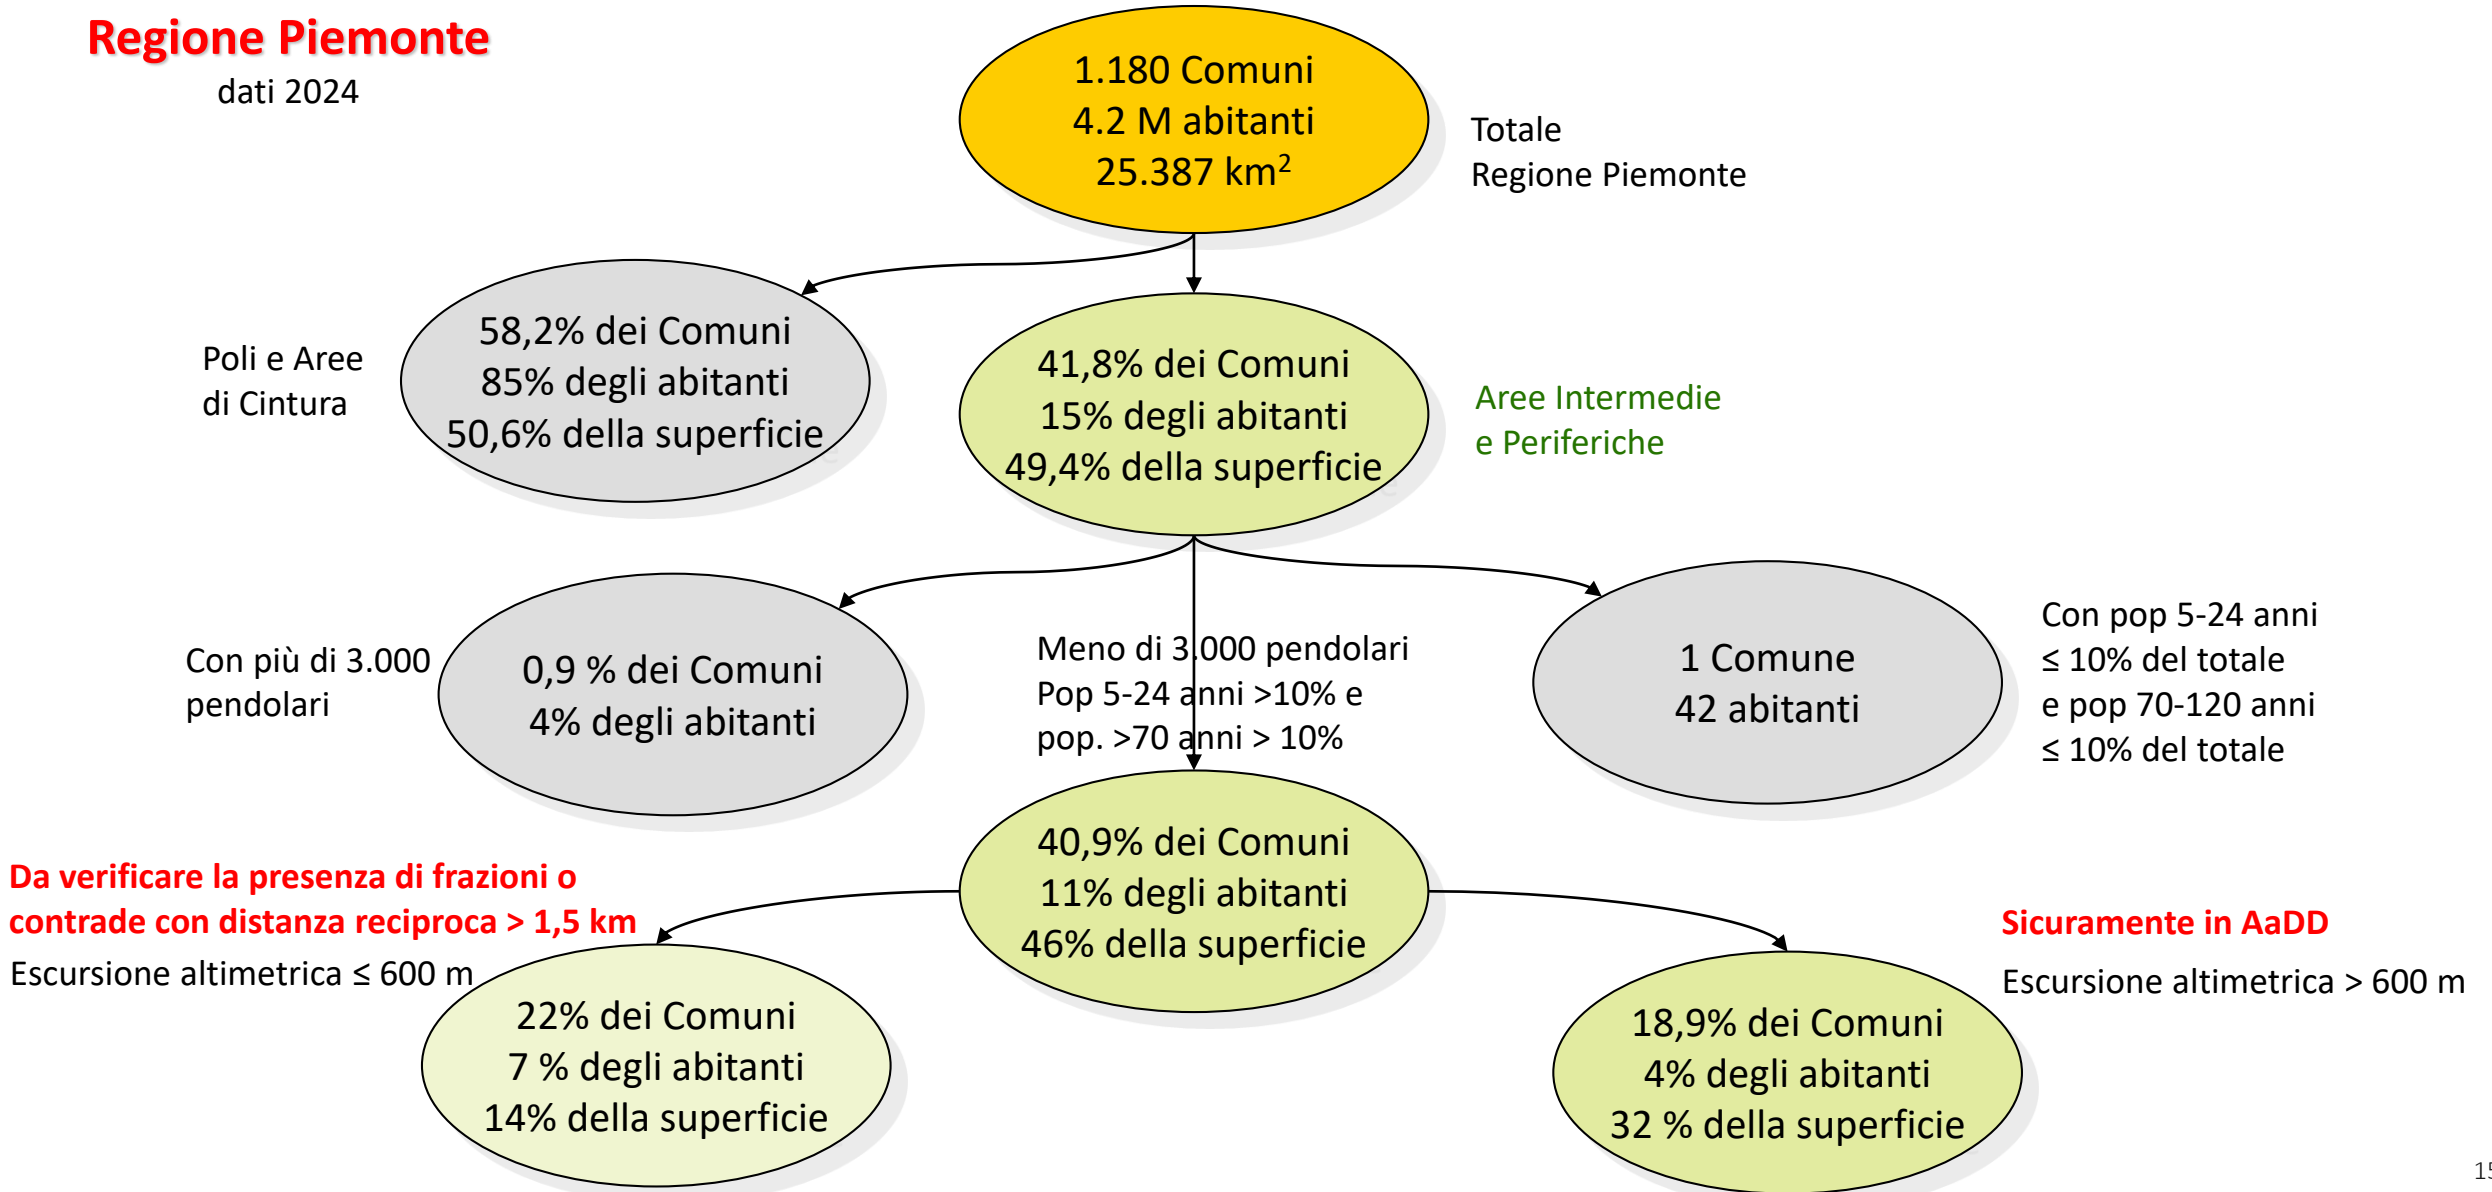 Regione Piemonte
dati 2024
1.180 Comuni
4.2 M abitanti
25.387 km²
Totale
Regione Piemonte
Poli e Aree
di Cintura
58,2% dei Comuni
85% degli abitanti
50,6% della superficie
41,8% dei Comuni
15% degli abitanti
49,4% della superficie
Aree Intermedie
e Periferiche
Con più di 3.000
pendolari
0,9 % dei Comuni
4% degli abitanti
Meno di 3.000 pendolari
Pop 5-24 anni >10% e
pop. >70 anni > 10%
1 Comune
42 abitanti
Con pop 5-24 anni
≤ 10% del totale
e pop 70-120 anni
≤ 10% del totale
40,9% dei Comuni
11% degli abitanti
46% della superficie
Da verificare la presenza di frazioni o
contrade con distanza reciproca > 1,5 km
Escursione altimetrica ≤ 600 m
22% dei Comuni
7 % degli abitanti
14% della superficie
Sicuramente in AaDD
Escursione altimetrica > 600 m
18,9% dei Comuni
4% degli abitanti
32 % della superficie
15